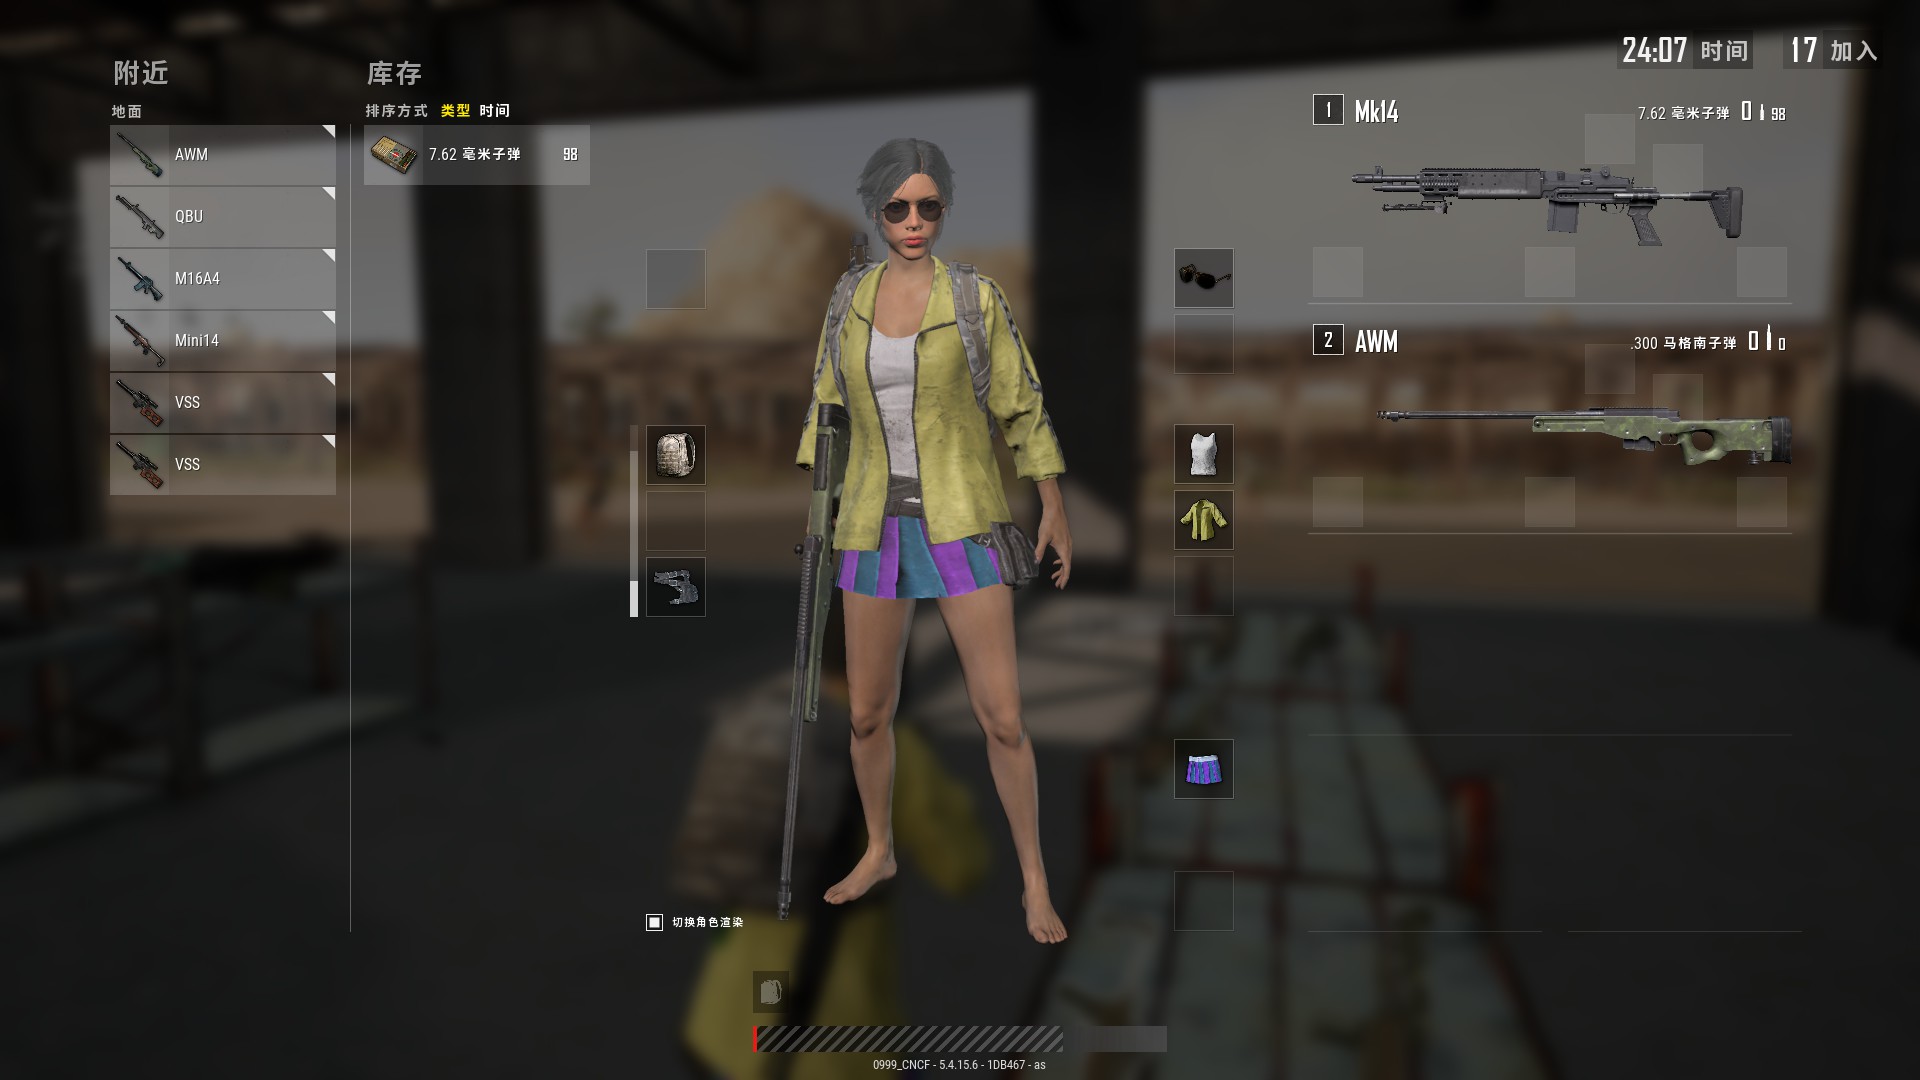 24:07 时间 17 加入
附近
地面
AWM
QBU
M16A4
Mini14
VSS
VSS
库存
排序方式 类型 时间
7.62 毫米子弹 98
切换角色渲染
1 Mk14 7.62 毫米子弹 0 98
2 AWM .300 马格南子弹 0 0
0999_CNCF - 5.4.15.6 - 1DB467 - as